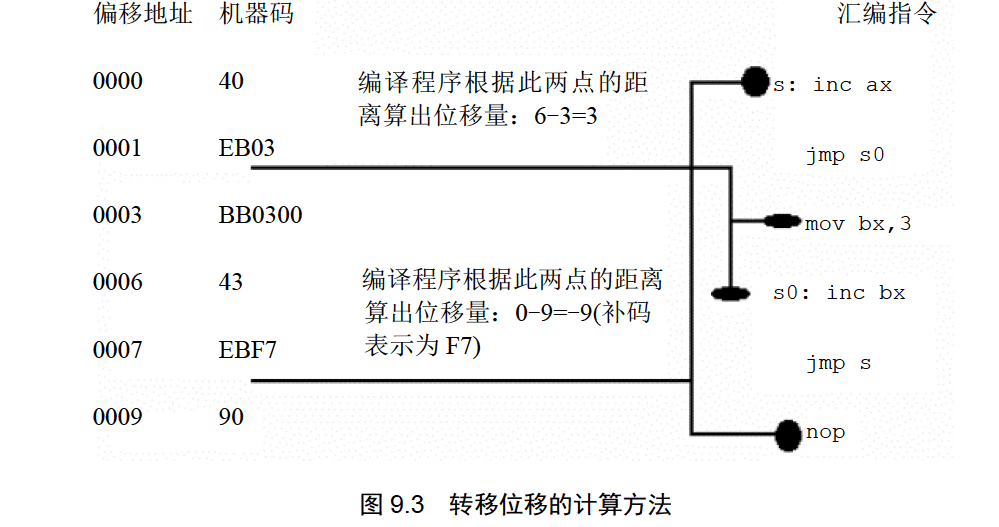 偏移地址 机器码 汇编指令
0000 40 编译程序根据此两点的距 s: inc ax
离算出位移量：6-3=3
0001 EB03 jmp s0
0003 BB0300 mov bx,3
0006 43 编译程序根据此两点的距离 s0: inc bx
算出位移量：0-9=-9(补码
0007 EBF7 表示为 F7) jmp s
0009 90 nop
图 9.3 转移位移的计算方法